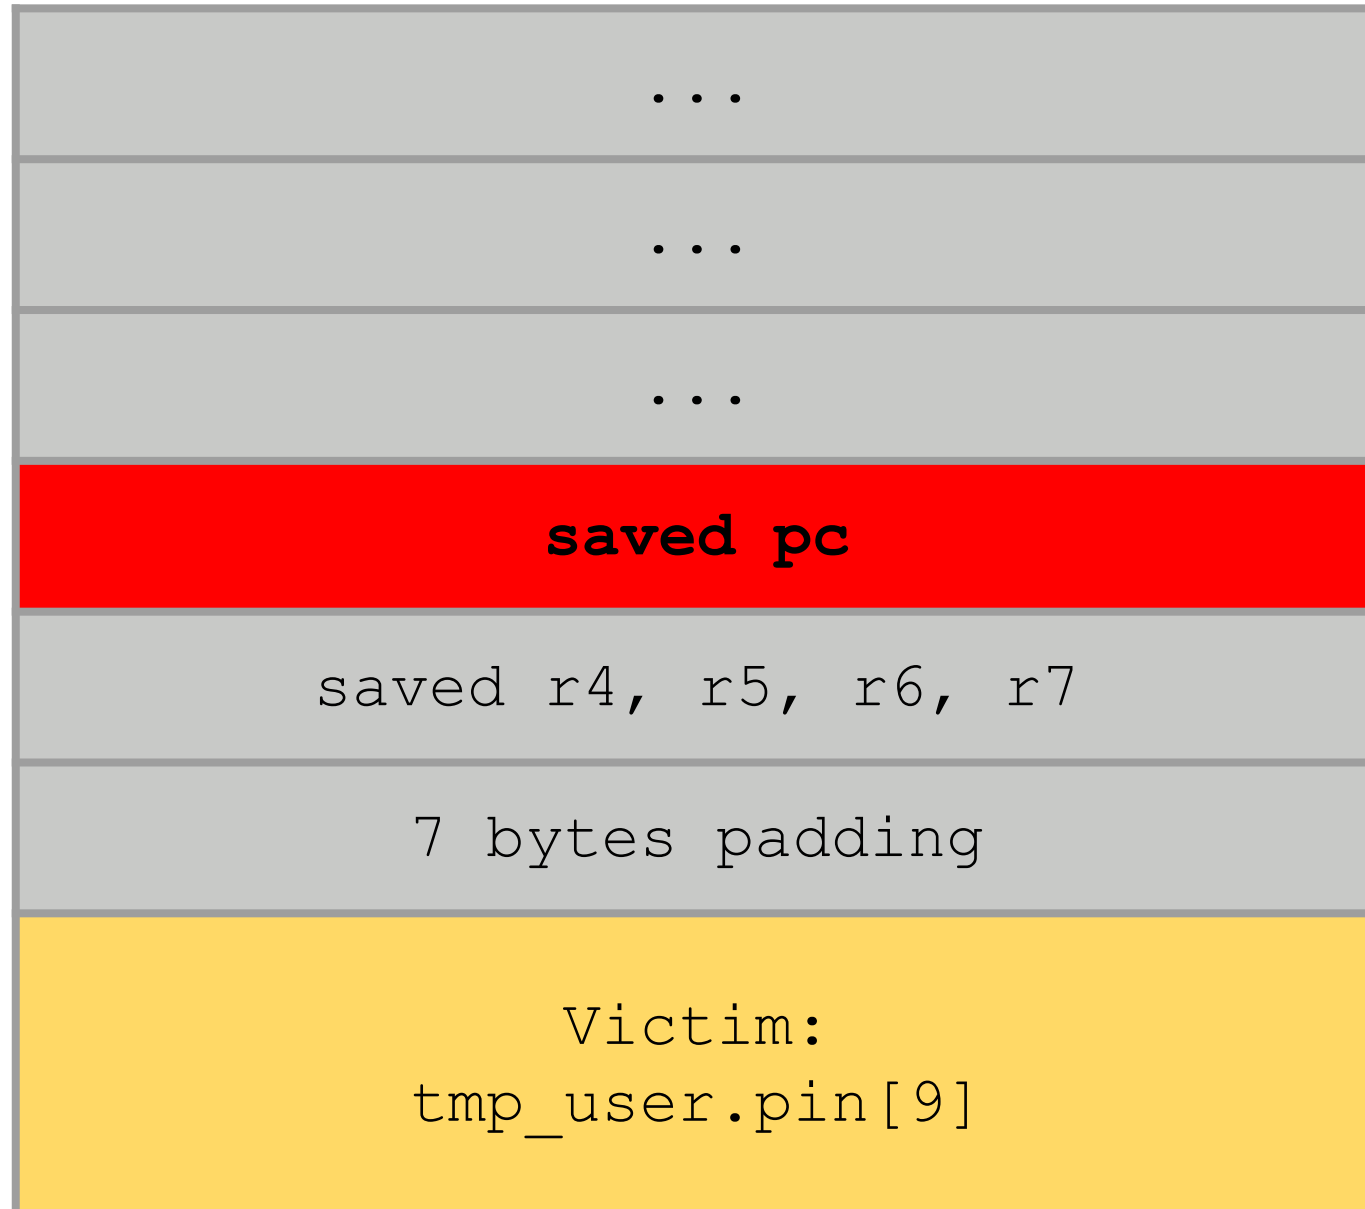 ...
...
...
saved pc
saved r4, r5, r6, r7
7 bytes padding
Victim:
tmp_user.pin[9]